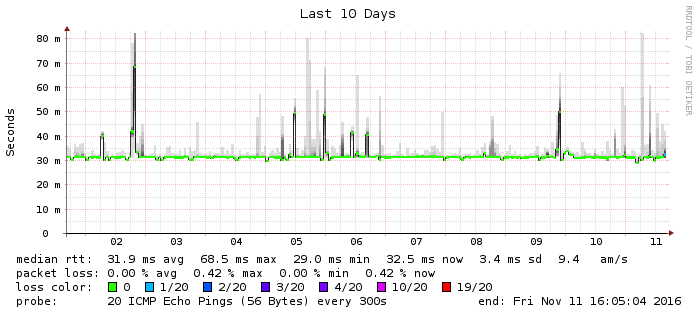 Last 10 Days
RRDTOOL / TOBI OETIKER
Seconds
80 m
70 m
60 m
50 m
40 m
30 m
20 m
10 m
0
02 03 04 05 06 07 08 09 10 11
median rtt: 31.9 ms avg 68.5 ms max 29.0 ms min 32.5 ms now 3.4 ms sd 9.4 am/s
packet loss: 0.00 % avg 0.42 % max 0.00 % min 0.42 % now
loss color: 0 1/20 2/20 3/20 4/20 10/20 19/20
probe: 20 ICMP Echo Pings (56 Bytes) every 300s end: Fri Nov 11 16:05:04 2016